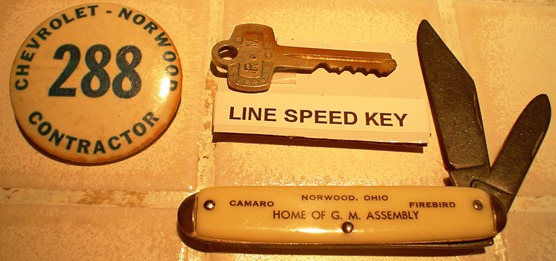 CHEVROLET - NORWOOD
288
CONTRACTOR
LINE SPEED KEY
NORWOOD, OHIO
CAMARO FIREBIRD
HOME OF G. M. ASSEMBLY